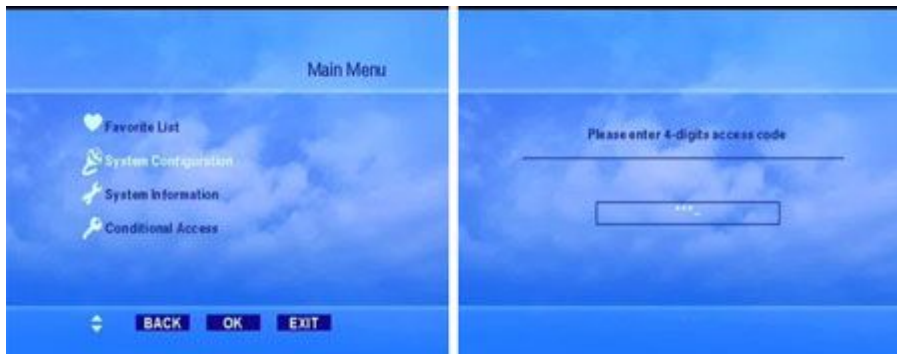 Main Menu
Favorite List
System Configuration
System Information
Conditional Access
BACK OK EXIT
Please enter 4-digits access code
***_